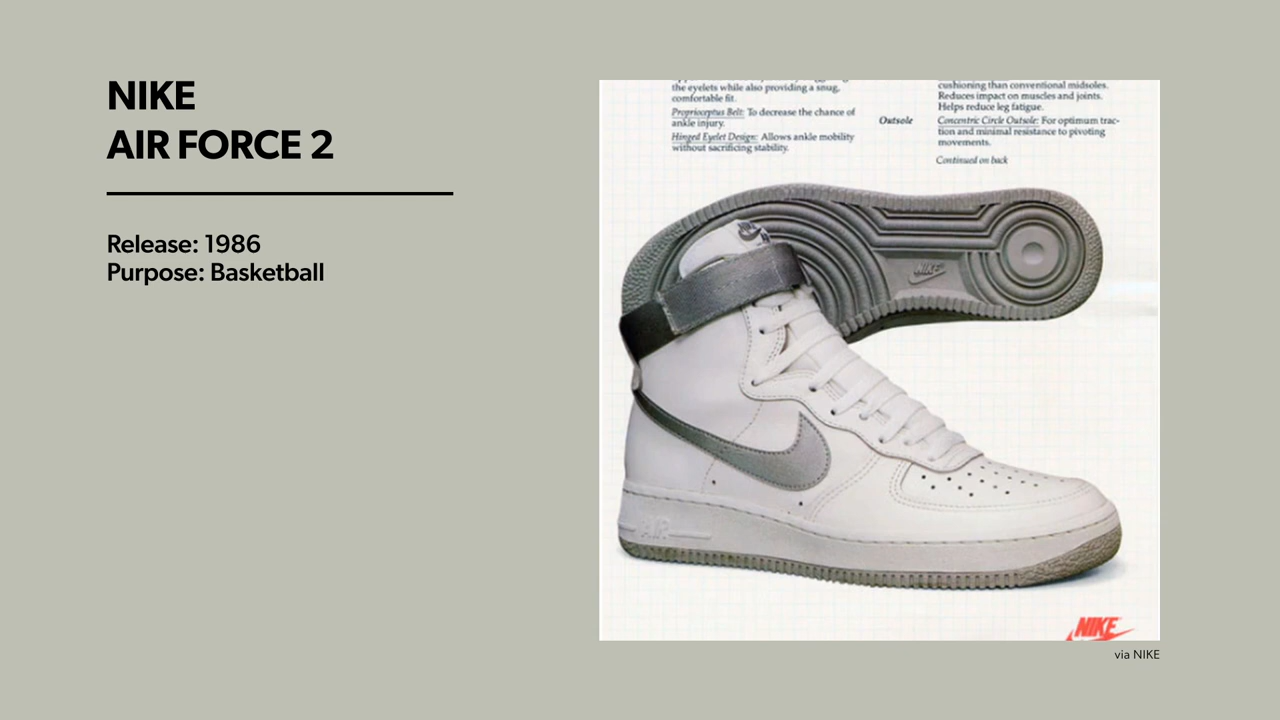 NIKE
AIR FORCE 2
Release: 1986
Purpose: Basketball
the eyelets while also providing a snug,
comfortable fit.
Proprioceptus Belt: To decrease the chance of
ankle injury.
Hinged Eyelet Design: Allows ankle mobility
without sacrificing stability.
Outsole
cushioning than conventional midsoles.
Reduces impact on muscles and joints.
Helps reduce leg fatigue.
Concentric Circle Outsole: For optimum trac-
tion and minimal resistance to pivoting
movements.
Continued on back
NIKE
AIR
NIKE
via NIKE